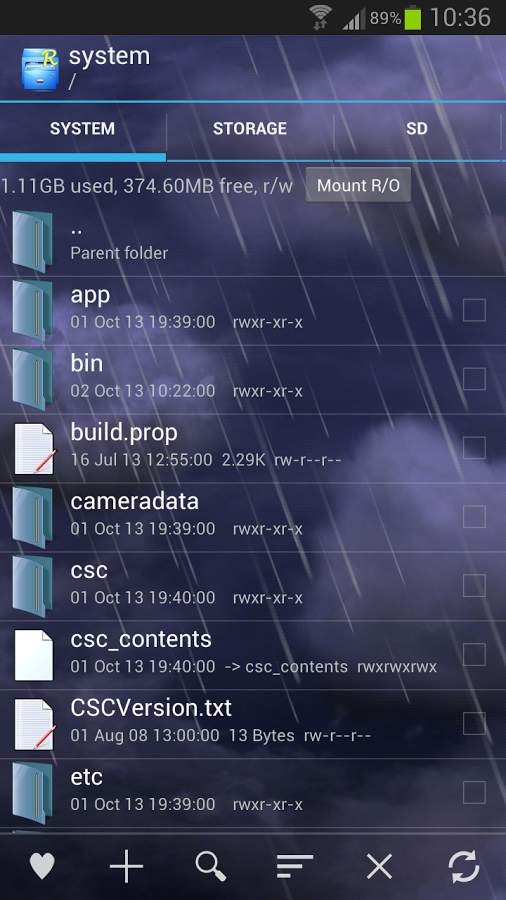 89% 10:36
R
system
/
SYSTEM STORAGE SD
1.11GB used, 374.60MB free, r/w Mount R/O
..
Parent folder
app
01 Oct 13 19:39:00 rwxr-xr-x
bin
02 Oct 13 10:22:00 rwxr-xr-x
build.prop
16 Jul 13 12:55:00 2.29K rw-r--r--
cameradata
01 Oct 13 19:39:00 rwxr-xr-x
csc
01 Oct 13 19:40:00 rwxr-xr-x
csc_contents
01 Oct 13 19:40:00 -> csc_contents rwxrwxrwx
CSCVersion.txt
01 Aug 08 13:00:00 13 Bytes rw-r--r--
etc
01 Oct 13 19:40:00 rwxr-xr-x